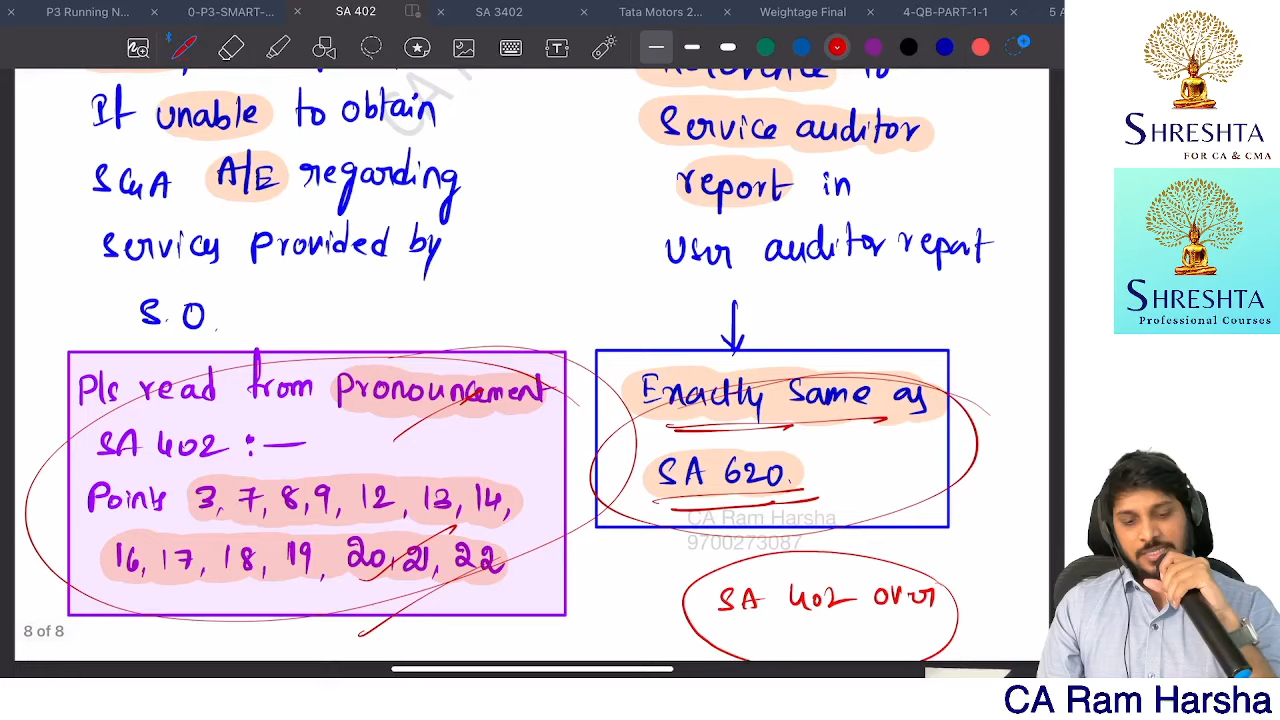 P3 Running N...
0-P3-SMART-...
SA 402
SA 3402
Tata Motors 2...
Weightage Final
4-QB-PART-1-1
5 A
If unable to obtain
SGA A/E regarding
services provided by
S.O.
Pls read from Pronouncement
SA 402 :—
Points 3, 7, 8, 9, 12, 13, 14,
16, 17, 18, 19, 20, 21, 22
8 of 8
Reference to
Service auditor
report in
user auditor report
Exactly same as
SA 620.
CA Ram Harsha
9700273087
SA 402 over
SHRESHTA
FOR CA & CMA
SHRESHTA
Professional Courses
CA Ram Harsha